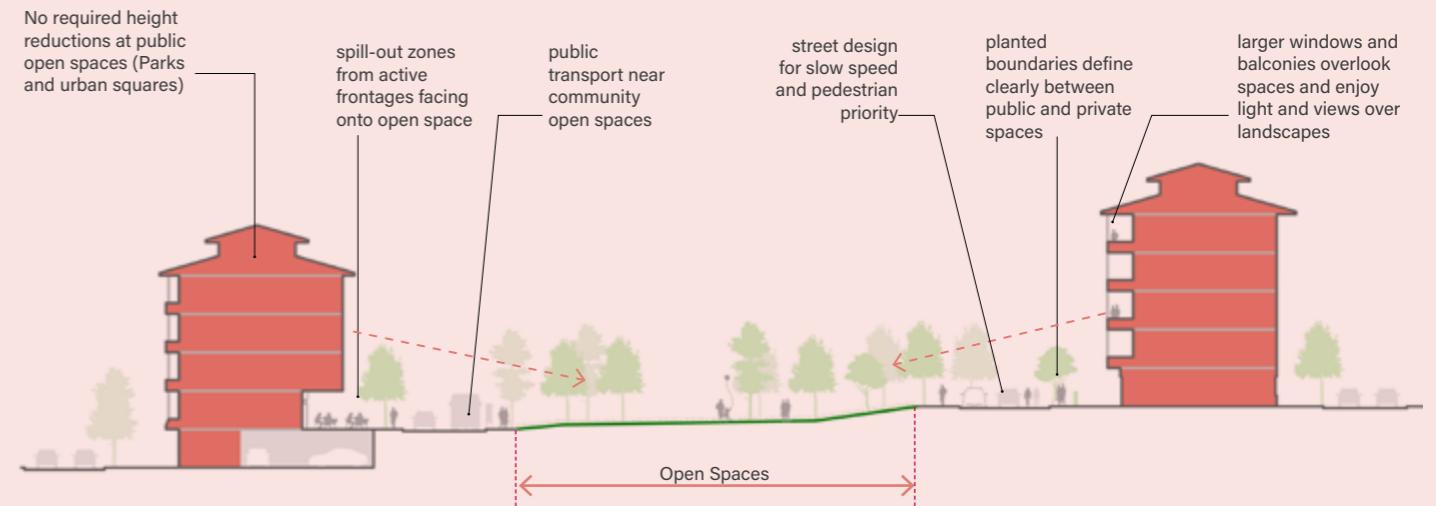 No required height
reductions at public
open spaces (Parks
and urban squares)
spill-out zones
from active
frontages facing
onto open space
public
transport near
community
open spaces
street design
for slow speed
and pedestrian
priority
planted
boundaries define
clearly between
public and private
spaces
larger windows and
balconies overlook
spaces and enjoy
light and views over
landscapes
Open Spaces